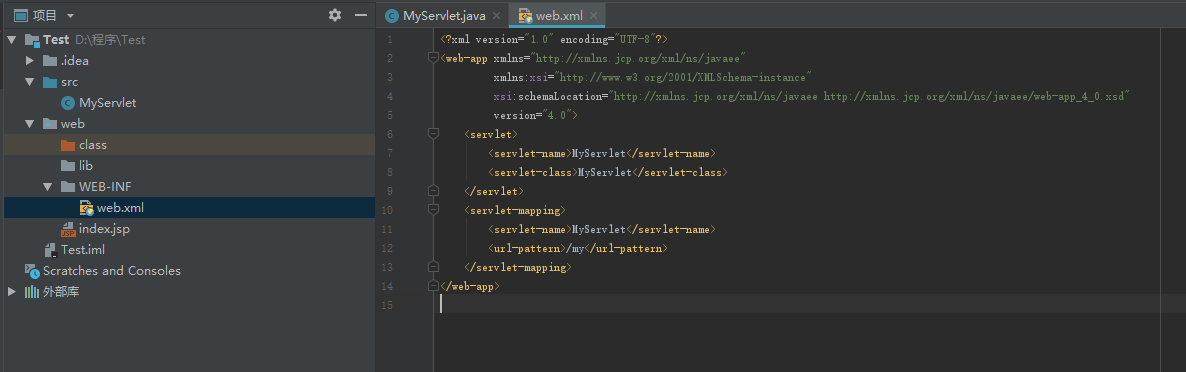 项目
Test D:\程序\Test
.idea
src
MyServlet
web
class
lib
WEB-INF
web.xml
index.jsp
Test.iml
Scratches and Consoles
外部库
MyServlet.java
web.xml
1 <?xml version="1.0" encoding="UTF-8"?>
2 <web-app xmlns="http://xmlns.jcp.org/xml/ns/javaee"
3 xmlns:xsi="http://www.w3.org/2001/XMLSchema-instance"
4 xsi:schemaLocation="http://xmlns.jcp.org/xml/ns/javaee http://xmlns.jcp.org/xml/ns/javaee/web-app_4_0.xsd"
5 version="4.0">
6 <servlet>
7 <servlet-name>MyServlet</servlet-name>
8 <servlet-class>MyServlet</servlet-class>
9 </servlet>
10 <servlet-mapping>
11 <servlet-name>MyServlet</servlet-name>
12 <url-pattern>/my</url-pattern>
13 </servlet-mapping>
14 </web-app>
15